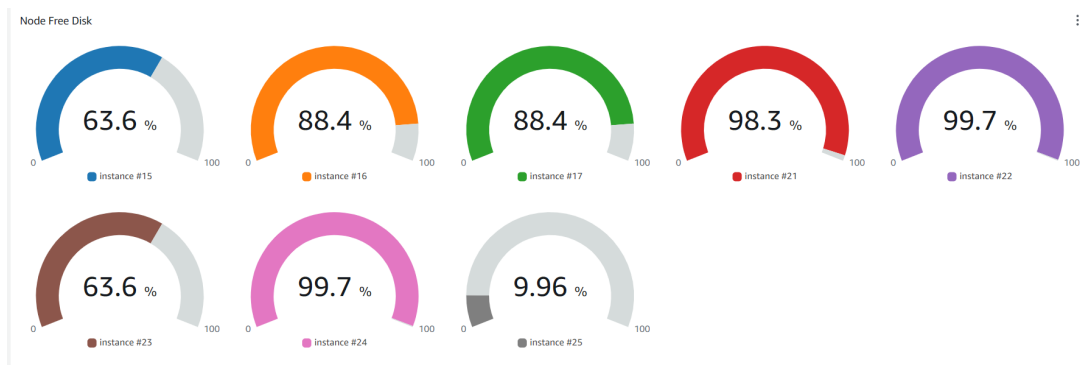 Node Free Disk
63.6 %
0 100
instance #15
88.4 %
0 100
instance #16
88.4 %
0 100
instance #17
98.3 %
0 100
instance #21
99.7 %
0 100
instance #22
63.6 %
0 100
instance #23
99.7 %
0 100
instance #24
9.96 %
0 100
instance #25